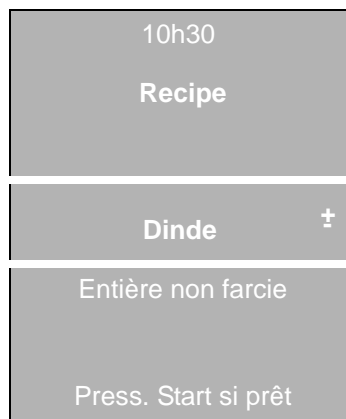 10h30
Recipe
Dinde ±
Entière non farcie
Press. Start si prêt